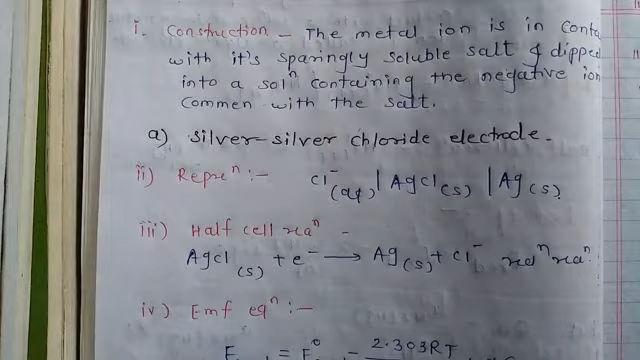 i. Construction - The metal ion is in conta
with it's sparingly soluble salt & dipped
into a solⁿ containing the negative ion
commen with the salt.
a) silver-silver chloride electrode.
ii) Repreⁿ :- Cl⁻(aq) | AgCl(s) | Ag(s)
iii) Half cell rxaⁿ -
AgCl(s) + e⁻ ⟶ Ag(s) + Cl⁻ redⁿ rxaⁿ.
iv) Emf eqⁿ :-
= E° - 2.303RT